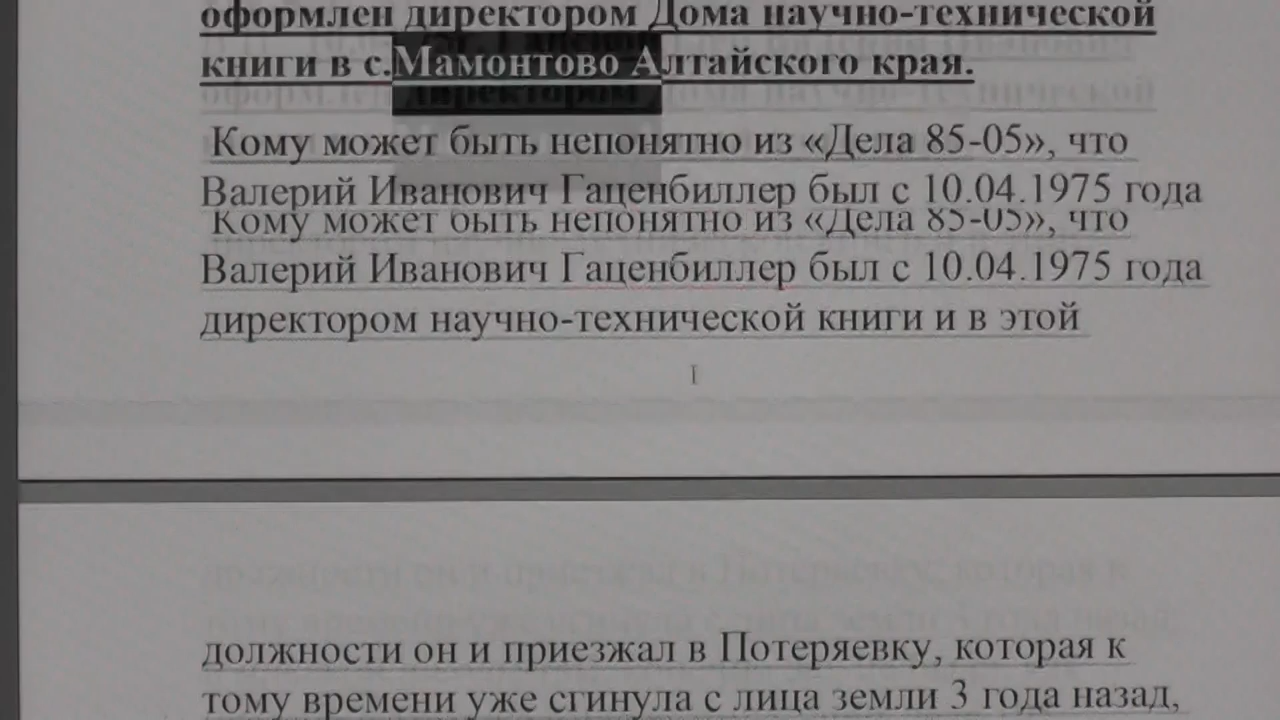 оформлен директором Дома научно-технической
книги в с.Мамонтово Алтайского края.
Кому может быть непонятно из «Дела 85-05», что
Валерий Иванович Гаценбиллер был с 10.04.1975 года
Кому может быть непонятно из «Дела 85-05», что
Валерий Иванович Гаценбиллер был с 10.04.1975 года
директором научно-технической книги и в этой
должности он и приезжал в Потеряевку, которая к
тому времени уже сгинула с лица земли 3 года назад,